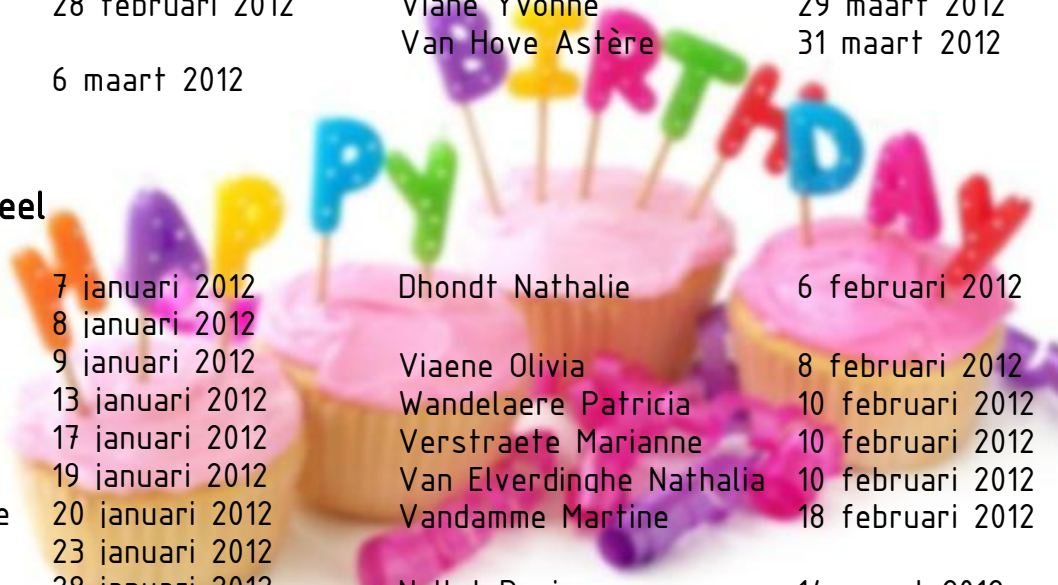 28 februari 2012 Viane Yvonne 29 maart 2012
Van Hove Astère 31 maart 2012
6 maart 2012
HAPPY BIRTHDAY
eel
7 januari 2012 Dhondt Nathalie 6 februari 2012
8 januari 2012
9 januari 2012 Viaene Olivia 8 februari 2012
13 januari 2012 Wandelaere Patricia 10 februari 2012
17 januari 2012 Verstraete Marianne 10 februari 2012
19 januari 2012 Van Elverdinghe Nathalia 10 februari 2012
e 20 januari 2012 Vandamme Martine 18 februari 2012
23 januari 2012
28 januari 2012